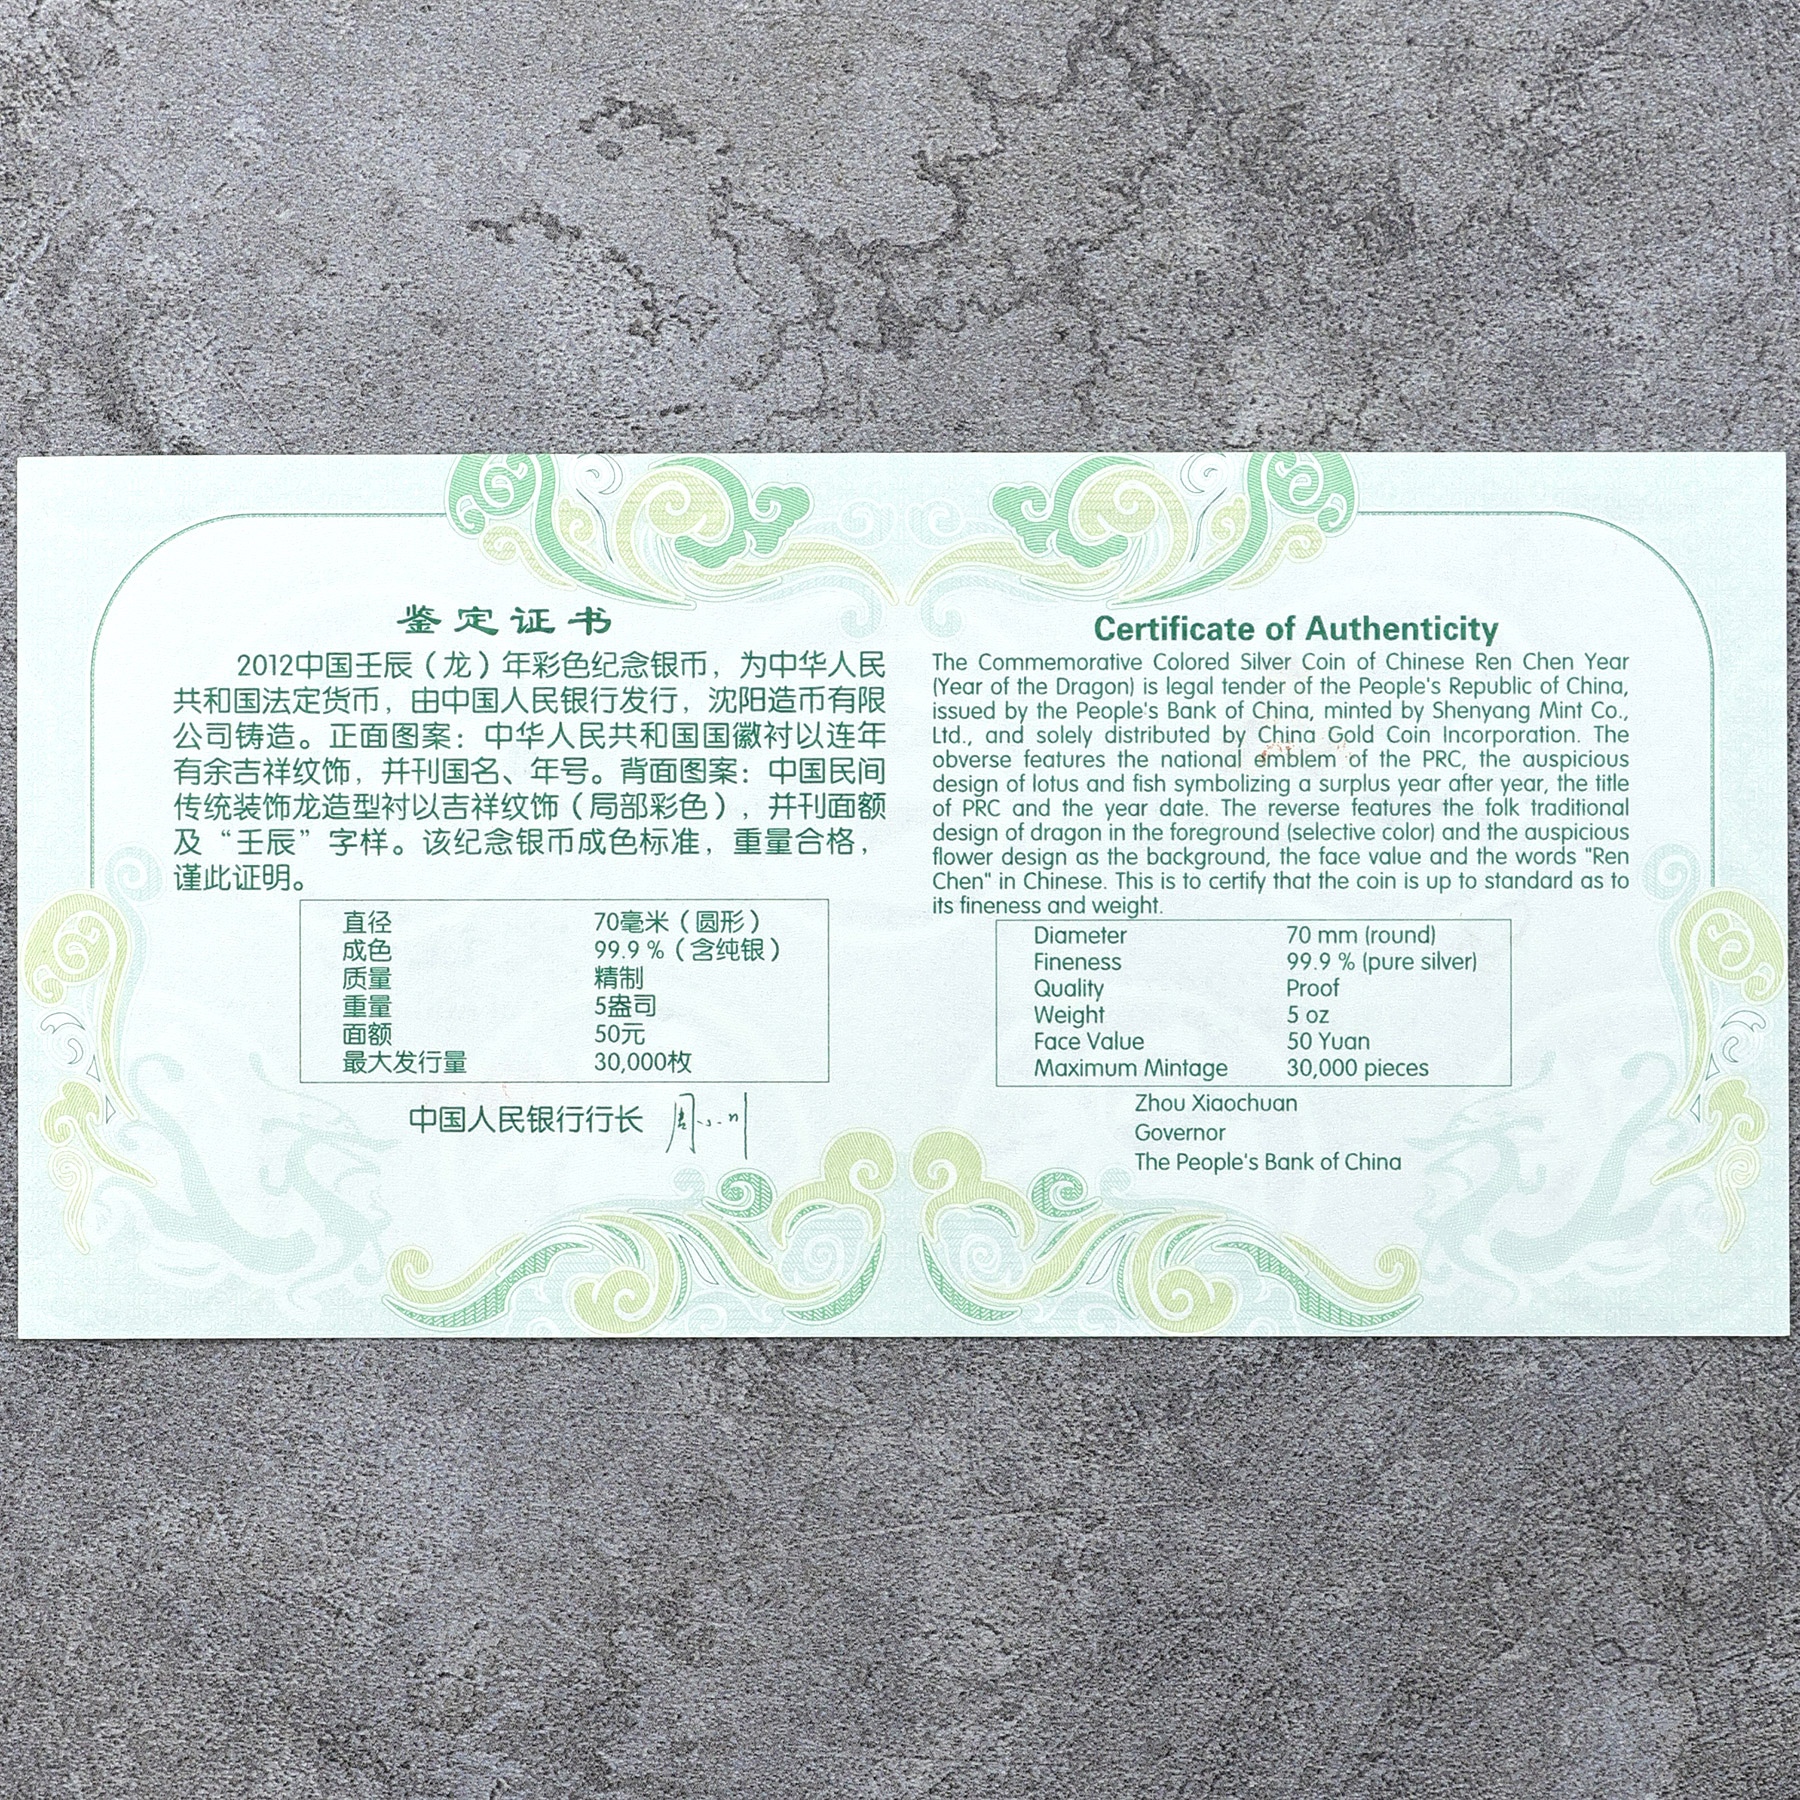 鉴定证书
2012中国壬辰（龙）年彩色纪念银币，为中华人民
共和国法定货币，由中国人民银行发行，沈阳造币有限
公司铸造。正面图案：中华人民共和国国徽衬以连年
有余吉祥纹饰，并刊国名、年号。背面图案：中国民间
传统装饰龙造型衬以吉祥纹饰（局部彩色），并刊面额
及“壬辰”字样。该纪念银币成色标准，重量合格，
谨此证明。
直径 70毫米（圆形）
成色 99.9％（含纯银）
质量 精制
重量 5盎司
面额 50元
最大发行量 30,000枚
中国人民银行行长 周小川
Certificate of Authenticity
The Commemorative Colored Silver Coin of Chinese Ren Chen Year
(Year of the Dragon) is legal tender of the People's Republic of China,
issued by the People's Bank of China, minted by Shenyang Mint Co.,
Ltd., and solely distributed by China Gold Coin Incorporation. The
obverse features the national emblem of the PRC, the auspicious
design of lotus and fish symbolizing a surplus year after year, the title
of PRC and the year date. The reverse features the folk traditional
design of dragon in the foreground (selective color) and the auspicious
flower design as the background, the face value and the words "Ren
Chen" in Chinese. This is to certify that the coin is up to standard as to
its fineness and weight.
Diameter 70 mm (round)
Fineness 99.9 % (pure silver)
Quality Proof
Weight 5 oz
Face Value 50 Yuan
Maximum Mintage 30,000 pieces
Zhou Xiaochuan
Governor
The People's Bank of China